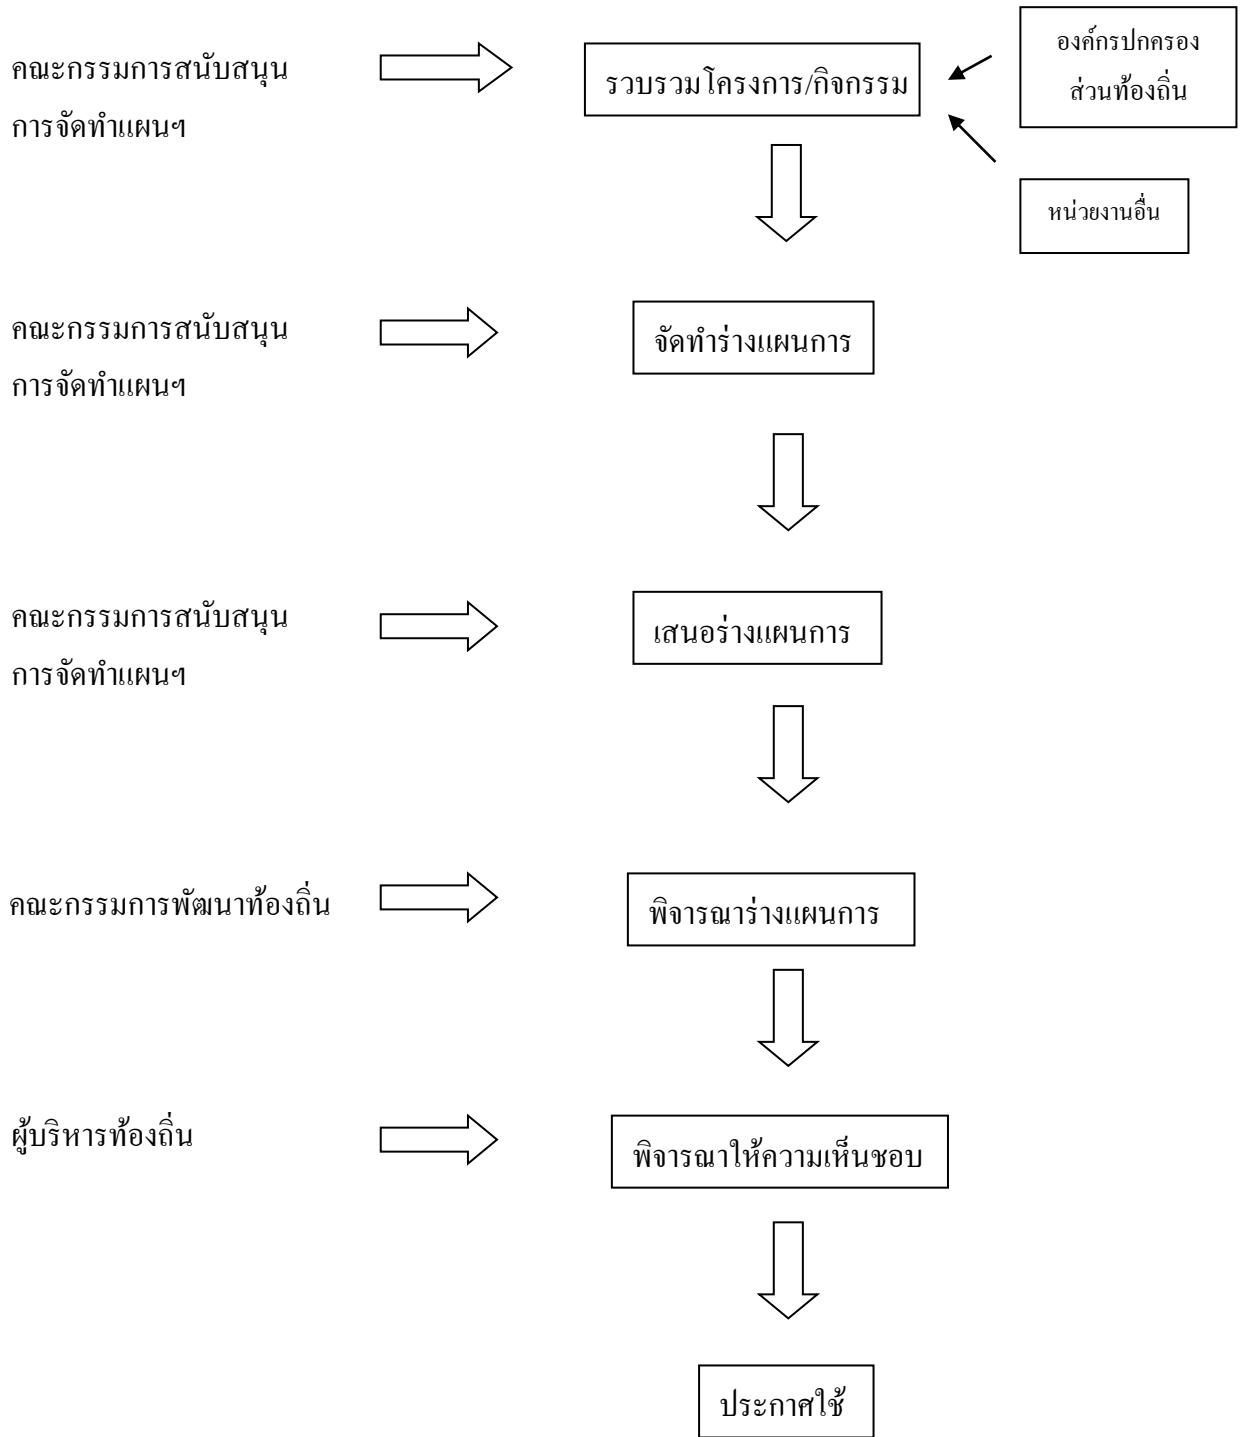 คณะกรรมการสนับสนุน
การจัดทำแผนฯ
รวบรวมโครงการ/กิจกรรม
องค์กรปกครอง
ส่วนท้องถิ่น
หน่วยงานอื่น
คณะกรรมการสนับสนุน
การจัดทำแผนฯ
จัดทำร่างแผนการ
คณะกรรมการสนับสนุน
การจัดทำแผนฯ
เสนอร่างแผนการ
คณะกรรมการพัฒนาท้องถิ่น
พิจารณาร่างแผนการ
ผู้บริหารท้องถิ่น
พิจารณาให้ความเห็นชอบ
ประกาศใช้